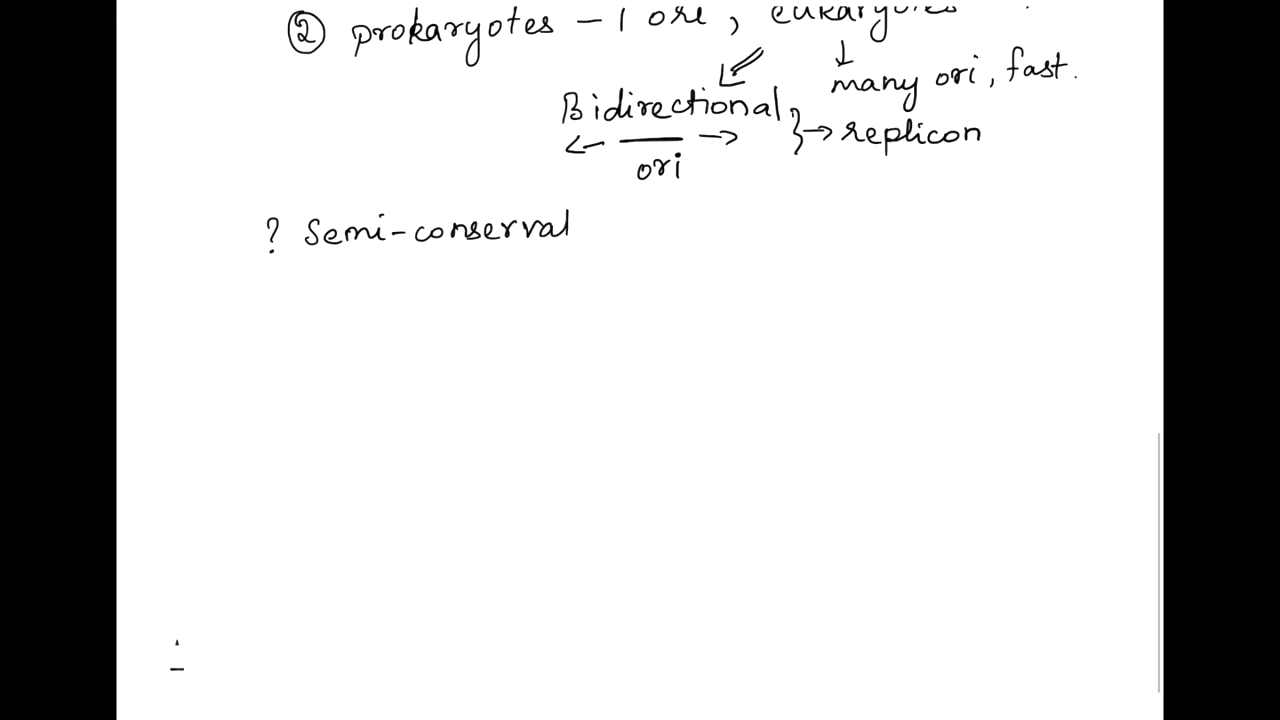 ② prokaryotes - 1 ori, eukaryotes
↓
many ori, fast.
Bidirectional
← — → } → replicon
ori
? Semi-conserval